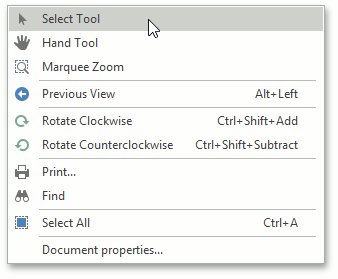 Select Tool
Hand Tool
Marquee Zoom
Previous View Alt+Left
Rotate Clockwise Ctrl+Shift+Add
Rotate Counterclockwise Ctrl+Shift+Subtract
Print...
Find
Select All Ctrl+A
Document properties...